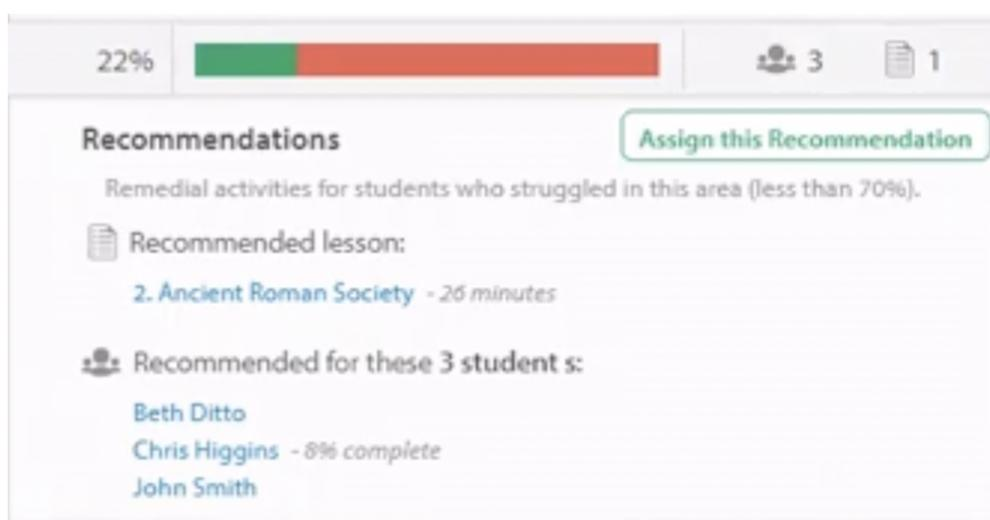 22% 3 1
Recommendations
Assign this Recommendation
Remedial activities for students who struggled in this area (less than 70%).
Recommended lesson:
2. Ancient Roman Society - 26 minutes
Recommended for these 3 student s:
Beth Ditto
Chris Higgins - 8% complete
John Smith